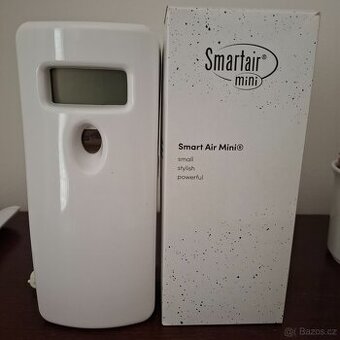 Smartair®
mini
Smart Air Mini®
small
stylish
powerful
Bazos.cz